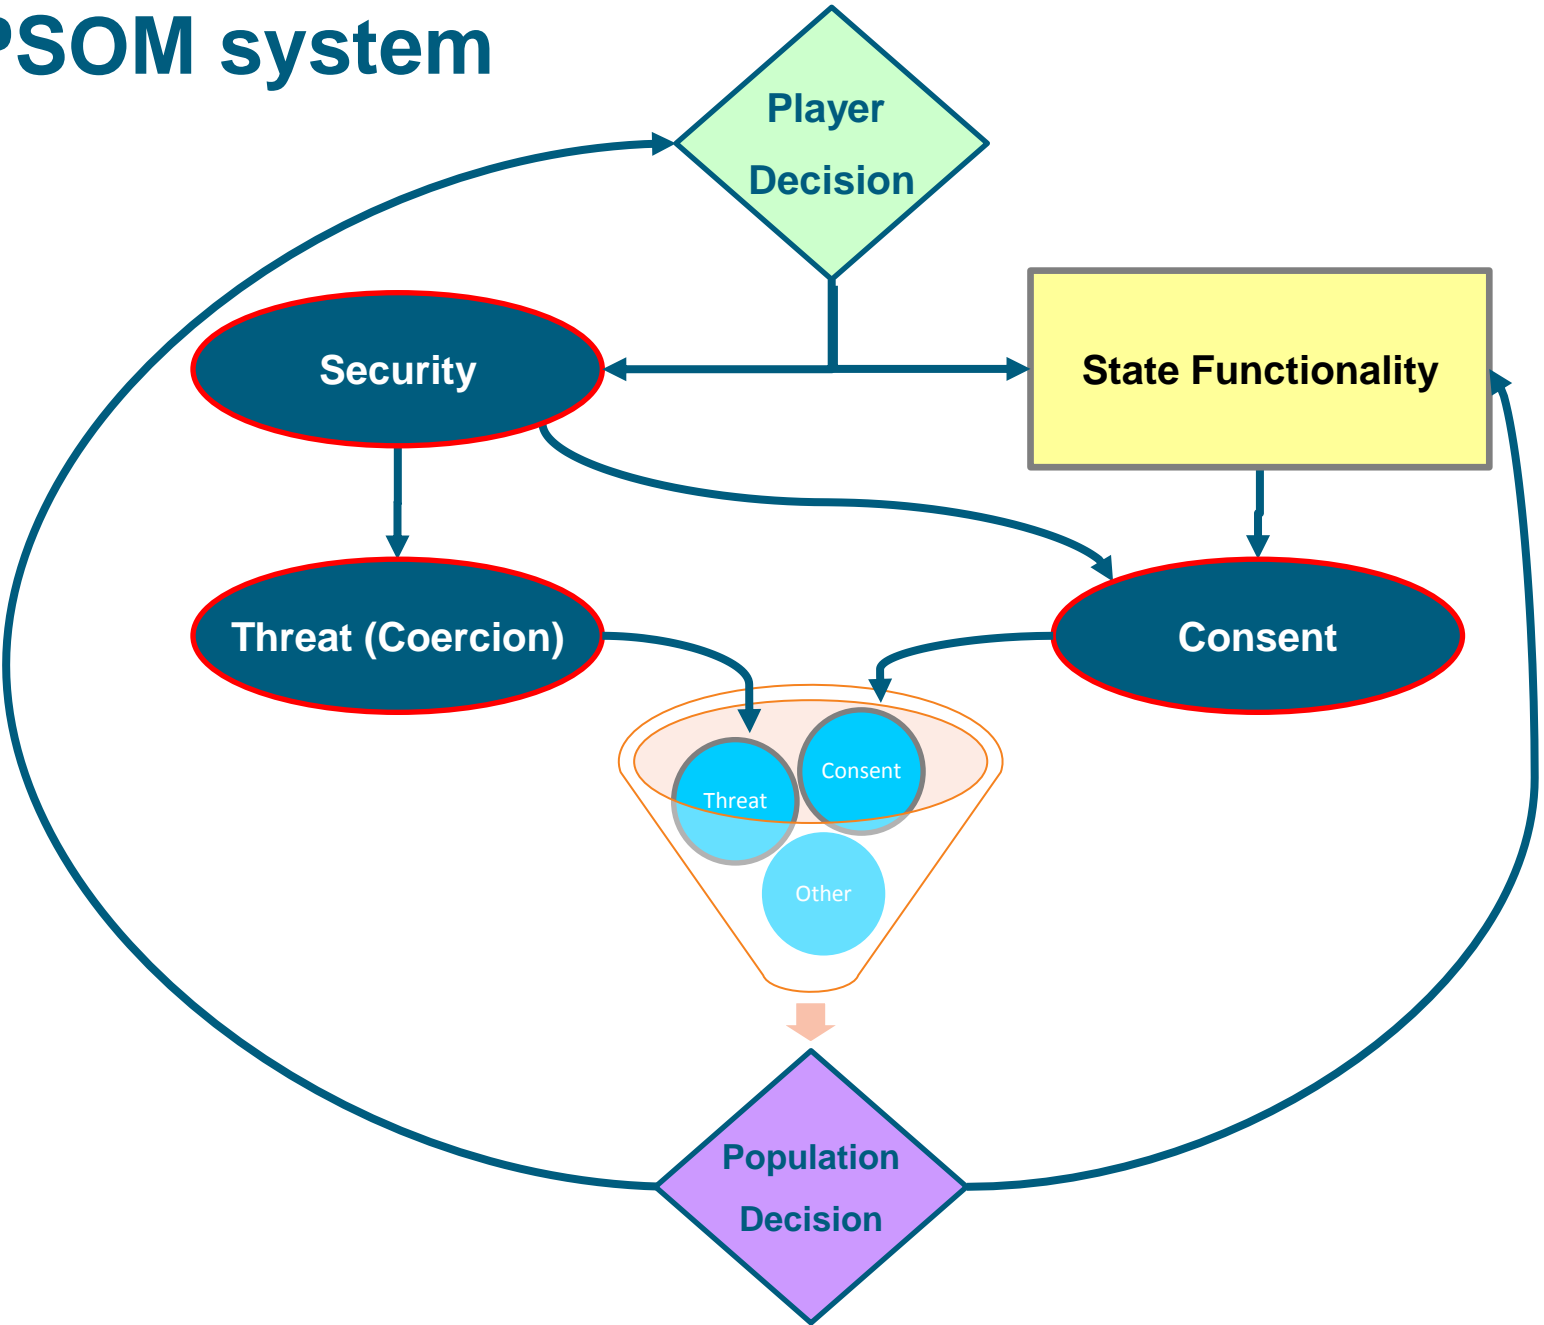 PSOM system
Player
Decision
Security
State Functionality
Threat (Coercion)
Consent
Consent
Threat
Other
Population
Decision